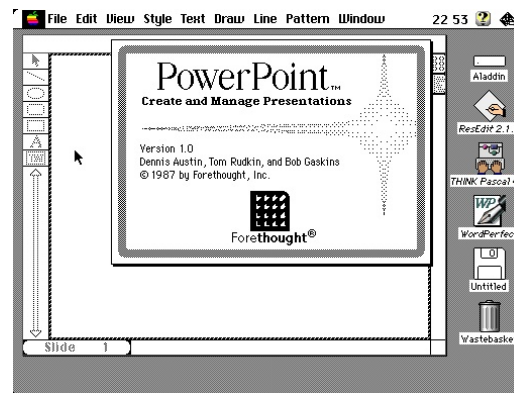 File Edit View Style Text Draw Line Pattern Window 22 53
PowerPoint™
Create and Manage Presentations
Version 1.0
Dennis Austin, Tom Rudkin, and Bob Gaskins
© 1987 by Forethought, Inc.
Forethought®
A
Slide 1
Aladdin
ResEdit 2.1.
THINK Pascal
WP
WordPerfec
Untitled
Wastebaske